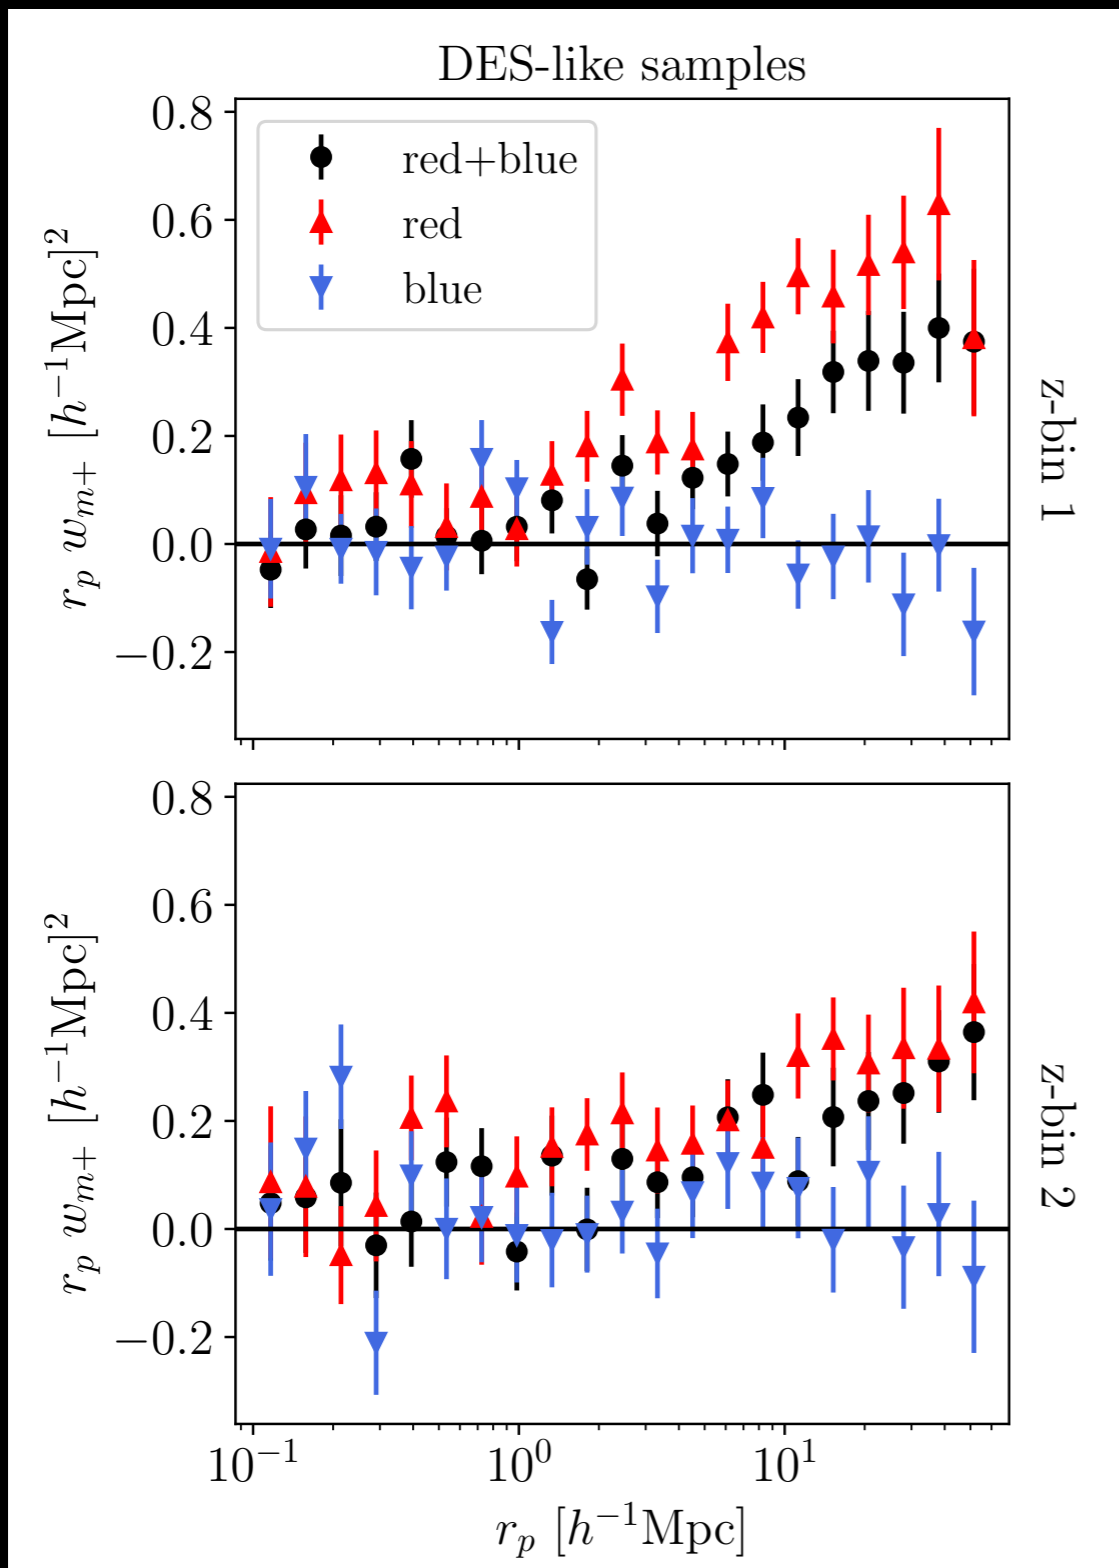 DES-like samples
0.8
0.6
0.4
0.2
0.0
−0.2
r_p w_{m+} [h^{−1}Mpc]^2
red+blue
red
blue
z-bin 1
0.8
0.6
0.4
0.2
0.0
−0.2
r_p w_{m+} [h^{−1}Mpc]^2
z-bin 2
10^{−1} 10^0 10^1
r_p [h^{−1}Mpc]